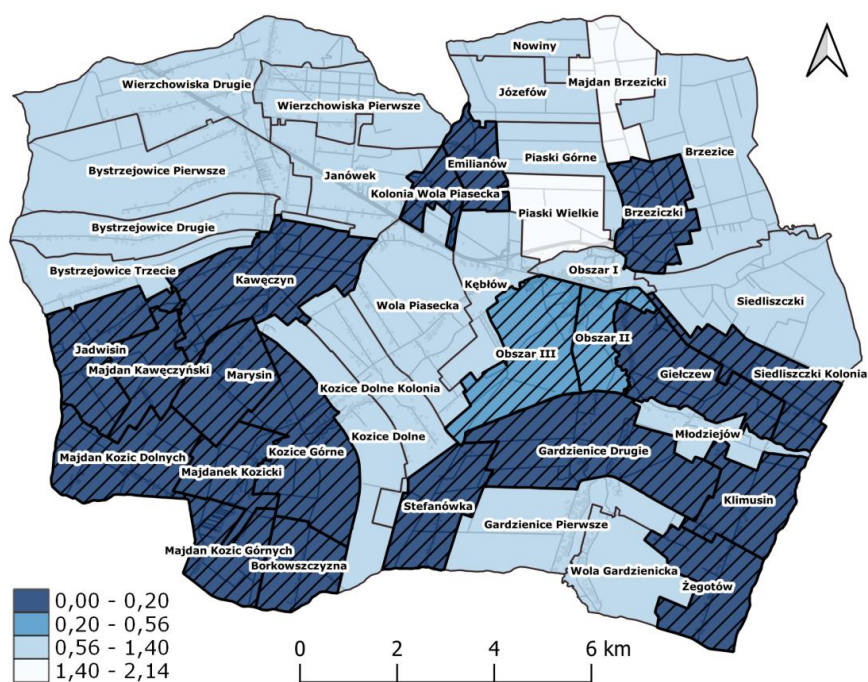 Nowiny
Wierzchowiska Drugie
Majdan Brzezicki
Józefów
Wierzchowiska Pierwsze
Brzezice
Piaski Górne
Emilianów
Bystrzejowice Pierwsze
Janówek
Kolonia Wola Piasecka
Piaski Wielkie
Brzeziczki
Bystrzejowice Drugie
Bystrzejowice Trzecie
Obszar I
Kawęczyn
Kębłów
Siedliszczki
Wola Piasecka
Obszar II
Jadwisin
Obszar III
Majdan Kawęczyński
Marysin
Giełczew
Siedliszczki Kolonia
Kozice Dolne Kolonia
Młodziejów
Kozice Dolne
Kozice Górne
Gardzienice Drugie
Majdan Kozic Dolnych
Majdanek Kozicki
Klimusin
Stefanówka
Gardzienice Pierwsze
Majdan Kozic Górnych
Borkowszczyzna
Wola Gardzienicka
Żegotów
0,00 - 0,20
0,20 - 0,56
0,56 - 1,40
1,40 - 2,14
0 2 4 6 km